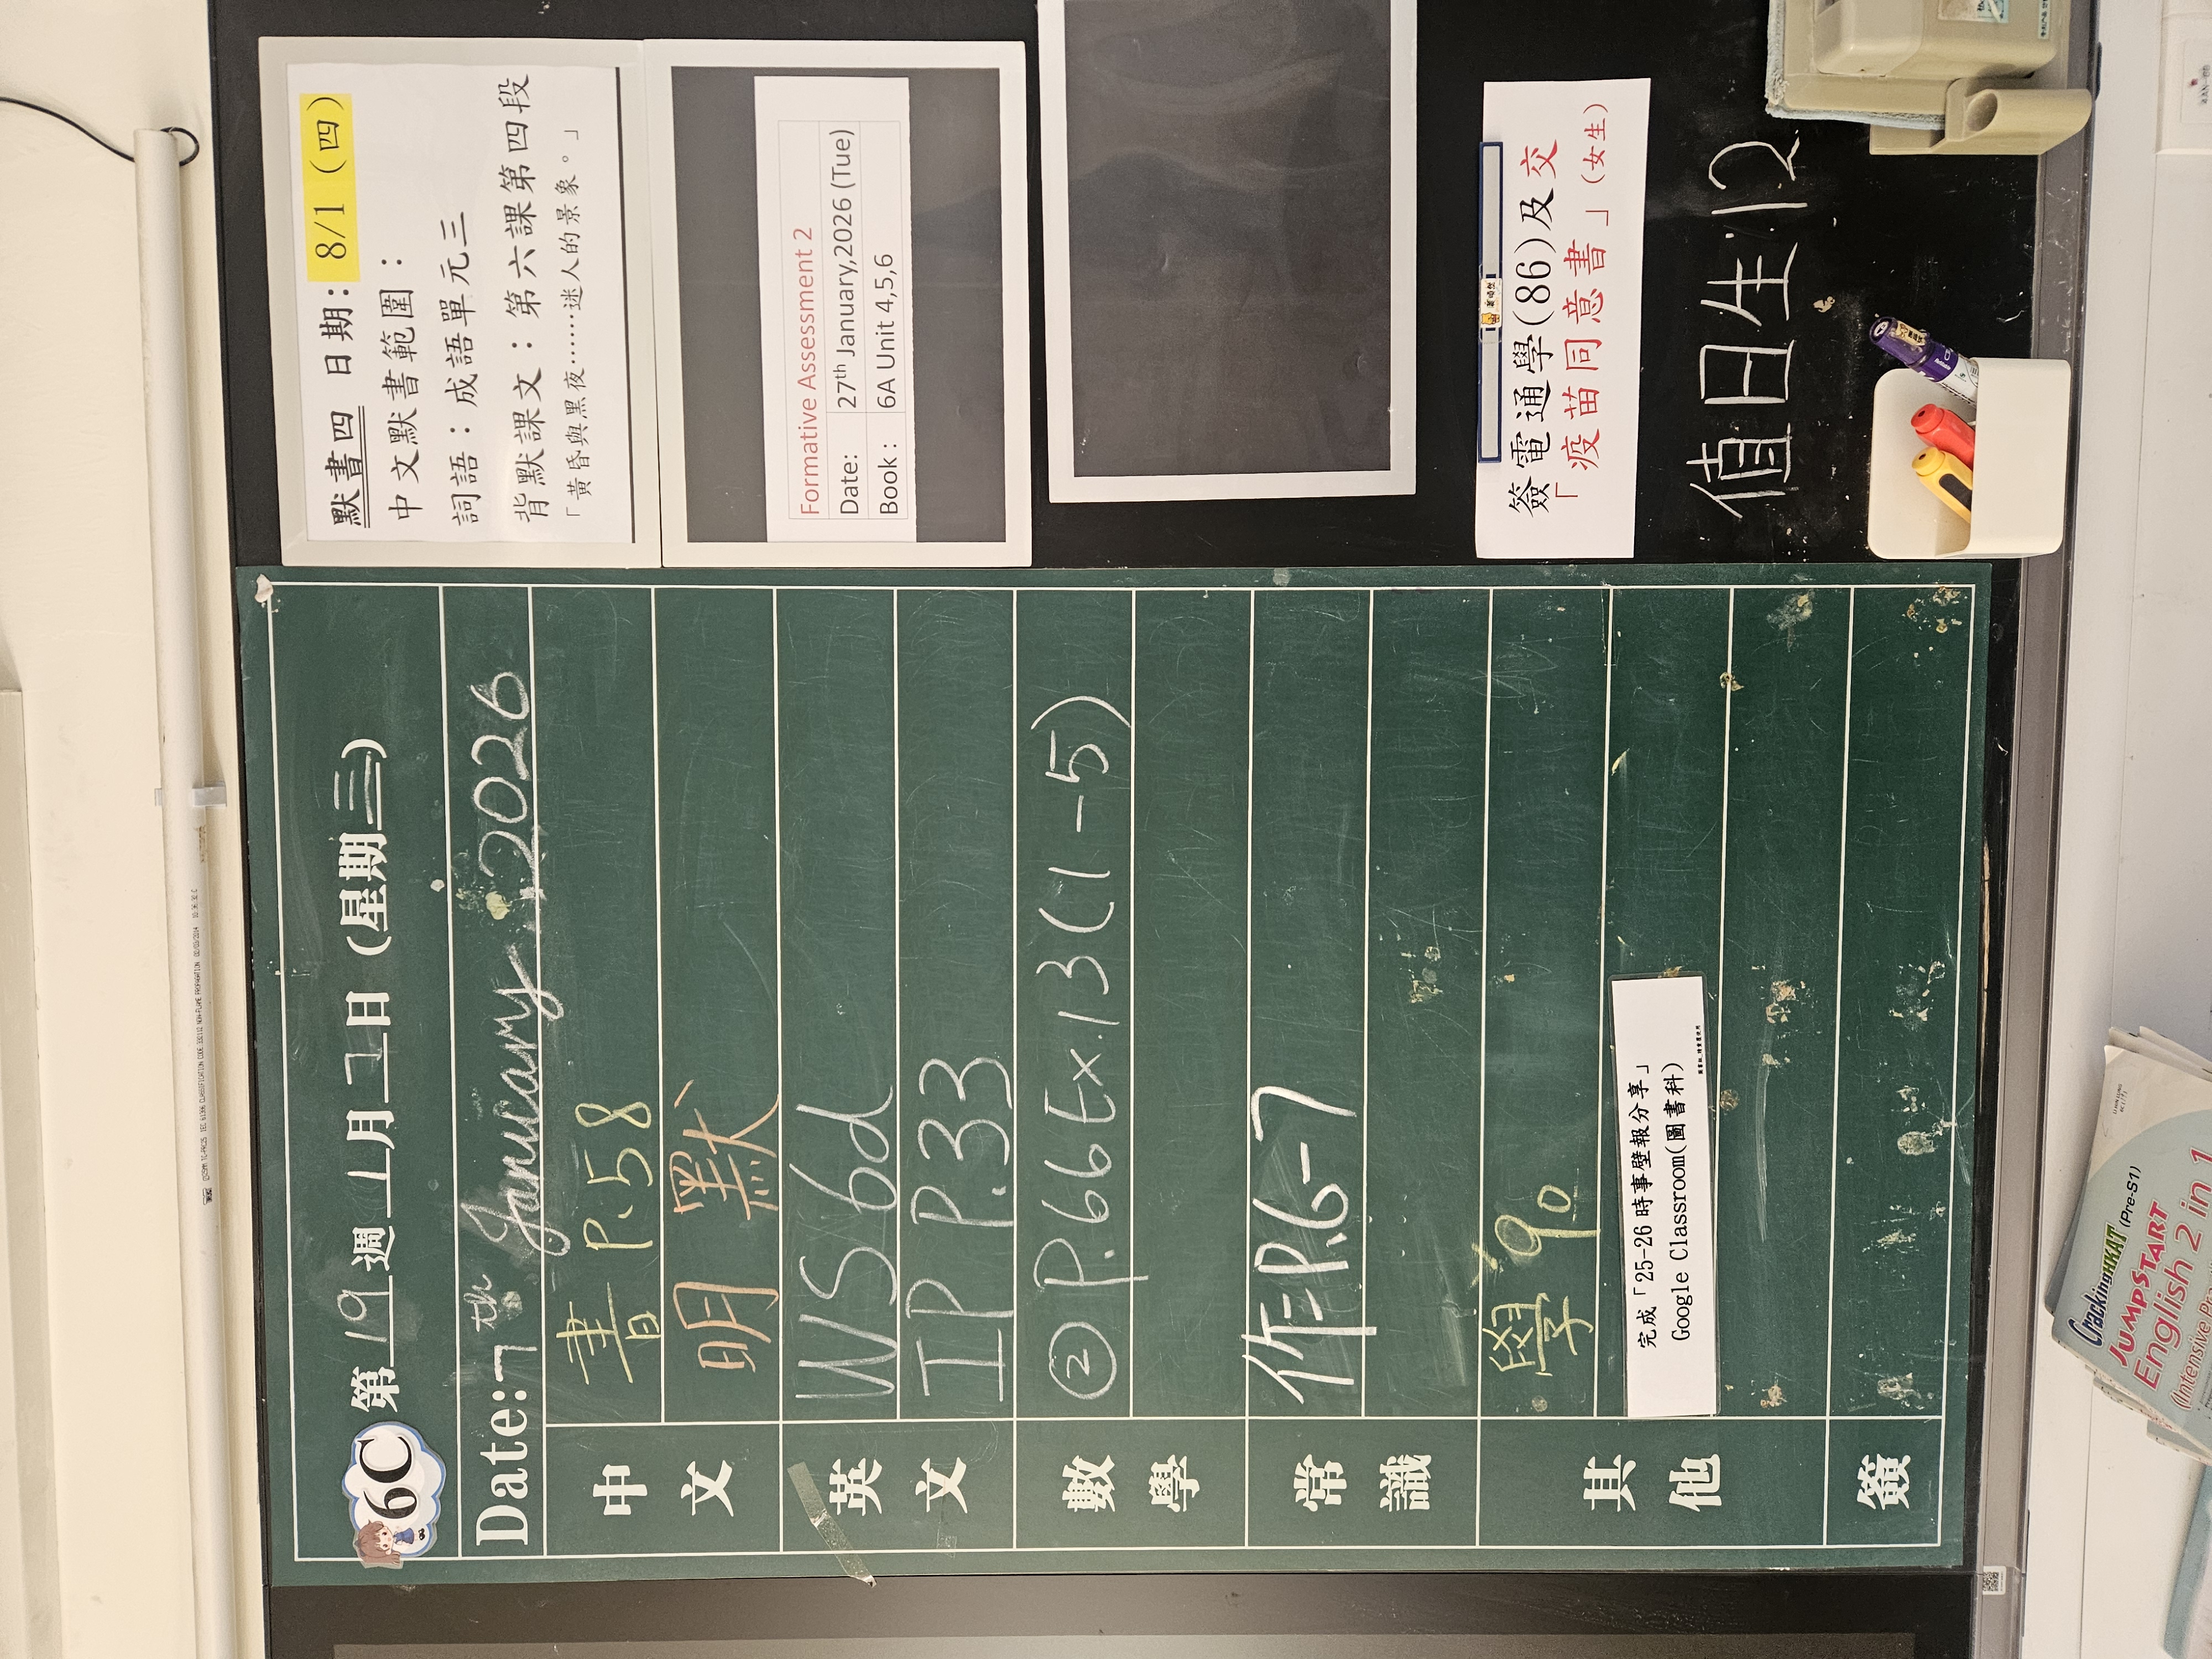 6C 第19週1月7日(星期三)
Date:7th January, 2026
中文
書 P.58
明默
英文
WS 6d
IP P.33
數學
② P.66 Ex.13(1-5)
常識
作P.6-7
其他
學*90
完成「25-26 時事壁報分享」
Google Classroom(圖書科)
簽
默書四 日期:8/1(四)
中文默書範圍:
詞語:成語單元三
背默課文:第六課第四段
「黃昏與黑夜……迷人的景象。」
Formative Assessment 2
Date: 27th January,2026 (Tue)
Book : 6A Unit 4,5,6
簽電通學(86)及交
「疫苗同意書」(女生)
值日生:12
CrackingHKAT (Pre-S1)
JUMPSTART
English 2 in 1